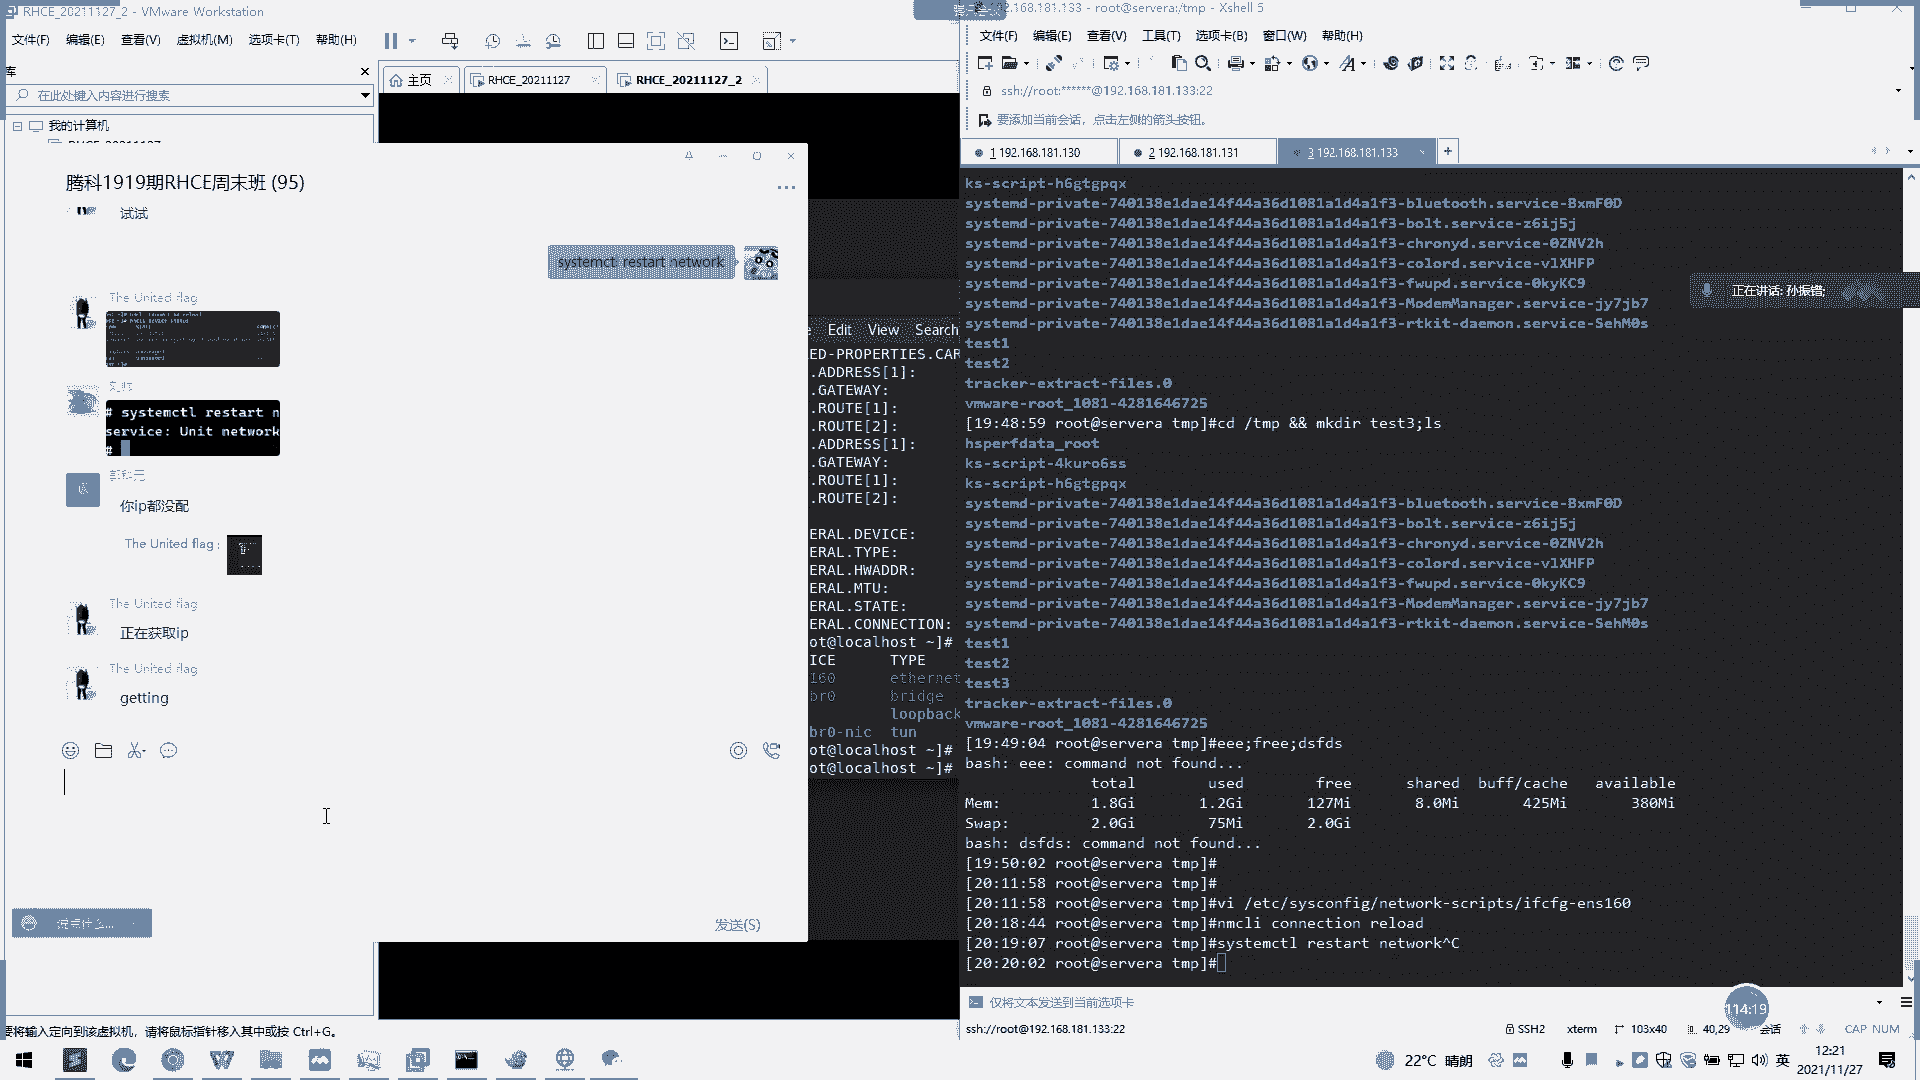 RHCE_20211127_2 - VMware Workstation
文件(F) 编辑(E) 查看(V) 虚拟机(M) 选项卡(T) 帮助(H)
库
在此处键入内容进行搜索
我的计算机
主页
RHCE_20211127
RHCE_20211127_2
腾科1919期RHCE周末班 (95)
试试
systemct restart network
The United flag
# systemctl restart n
service: Unit network
#
你ip都没配
The United flag :
The United flag
正在获取ip
The United flag
getting
发送(S)
要将输入定向到该虚拟机，请将鼠标指针移入其中或按 Ctrl+G。
Edit View Search
ED-PROPERTIES.CAR
.ADDRESS[1]:
.GATEWAY:
.ROUTE[1]:
.ROUTE[2]:
.ADDRESS[1]:
.GATEWAY:
.ROUTE[1]:
.ROUTE[2]:
ERAL.DEVICE:
ERAL.TYPE:
ERAL.HWADDR:
ERAL.MTU:
ERAL.STATE:
ERAL.CONNECTION:
ot@localhost ~]#
ICE TYPE
160 ethernet
br0 bridge
loopback
br0-nic tun
ot@localhost ~]#
ot@localhost ~]#
192.168.181.133 - root@servera:/tmp - Xshell 5
文件(F) 编辑(E) 查看(V) 工具(T) 选项卡(B) 窗口(W) 帮助(H)
ssh://root:******@192.168.181.133:22
要添加当前会话，点击左侧的箭头按钮。
1 192.168.181.130
2 192.168.181.131
3 192.168.181.133
ks-script-h6gtgpqx
systemd-private-740138e1dae14f44a36d1081a1d4a1f3-bluetooth.service-BxmF0D
systemd-private-740138e1dae14f44a36d1081a1d4a1f3-bolt.service-z6ij5j
systemd-private-740138e1dae14f44a36d1081a1d4a1f3-chronyd.service-0ZNV2h
systemd-private-740138e1dae14f44a36d1081a1d4a1f3-colord.service-vlXHFP
systemd-private-740138e1dae14f44a36d1081a1d4a1f3-fwupd.service-0kyKC9
systemd-private-740138e1dae14f44a36d1081a1d4a1f3-ModemManager.service-jy7jb7
systemd-private-740138e1dae14f44a36d1081a1d4a1f3-rtkit-daemon.service-SehM0s
test1
test2
tracker-extract-files.0
vmware-root_1081-4281646725
[19:48:59 root@servera tmp]#cd /tmp && mkdir test3;ls
hsperfdata_root
ks-script-4kuro6ss
ks-script-h6gtgpqx
systemd-private-740138e1dae14f44a36d1081a1d4a1f3-bluetooth.service-BxmF0D
systemd-private-740138e1dae14f44a36d1081a1d4a1f3-bolt.service-z6ij5j
systemd-private-740138e1dae14f44a36d1081a1d4a1f3-chronyd.service-0ZNV2h
systemd-private-740138e1dae14f44a36d1081a1d4a1f3-colord.service-vlXHFP
systemd-private-740138e1dae14f44a36d1081a1d4a1f3-fwupd.service-0kyKC9
systemd-private-740138e1dae14f44a36d1081a1d4a1f3-ModemManager.service-jy7jb7
systemd-private-740138e1dae14f44a36d1081a1d4a1f3-rtkit-daemon.service-SehM0s
test1
test2
test3
tracker-extract-files.0
vmware-root_1081-4281646725
[19:49:04 root@servera tmp]#eee;free;dsfds
bash: eee: command not found...
total used free shared buff/cache available
Mem: 1.8Gi 1.2Gi 127Mi 8.0Mi 425Mi 380Mi
Swap: 2.0Gi 75Mi 2.0Gi
bash: dsfds: command not found...
[19:50:02 root@servera tmp]#
[20:11:58 root@servera tmp]#
[20:11:58 root@servera tmp]#vi /etc/sysconfig/network-scripts/ifcfg-ens160
[20:18:44 root@servera tmp]#nmcli connection reload
[20:19:07 root@servera tmp]#systemctl restart network^C
[20:20:02 root@servera tmp]#
正在讲话: 孙振锴;
仅将文本发送到当前选项卡
114:19
ssh://root@192.168.181.133:22
SSH2 xterm 103x40 40,29 会话 CAP NUM
22°C 晴朗
英
12:21
2021/11/27